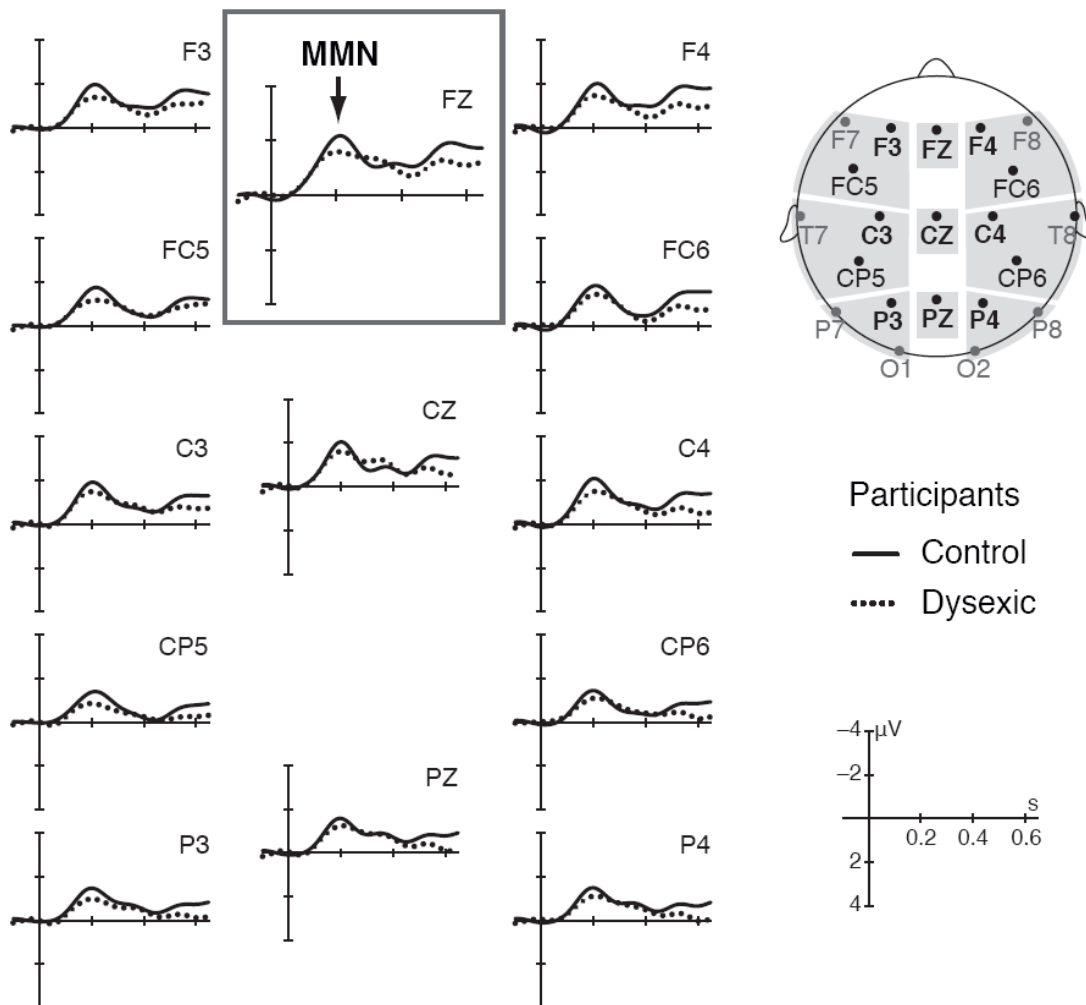 F3
MMN
FZ
F4
FC5
FC6
C3
CZ
C4
CP5
CP6
PZ
P3
P4
F7 F3 FZ F4 F8
FC5 FC6
T7 C3 CZ C4 T8
CP5 CP6
P7 P3 PZ P4 P8
O1 O2
Participants
Control
Dysexic
–4 µV
–2
s
0.2 0.4 0.6
2
4